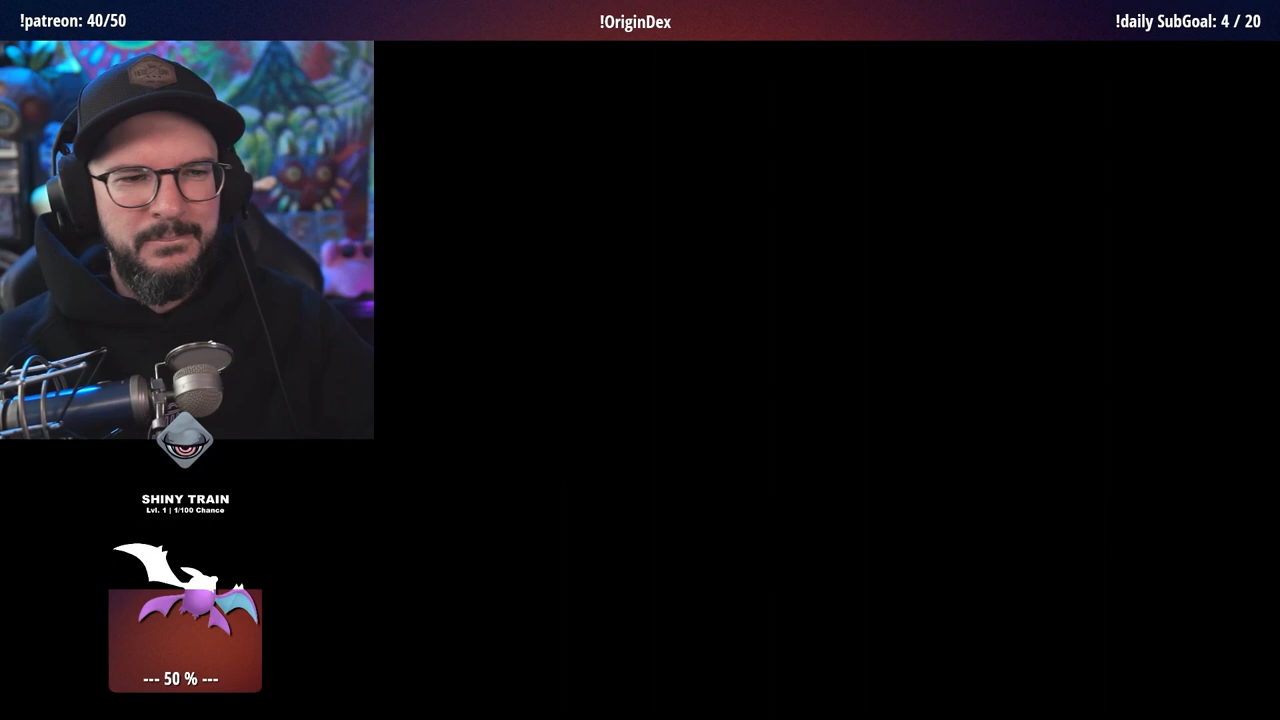 !patreon: 40/50
!OriginDex
!daily SubGoal: 4 / 20
SHINY TRAIN
Lvl. 1 | 1/100 Chance
--- 50 % ---